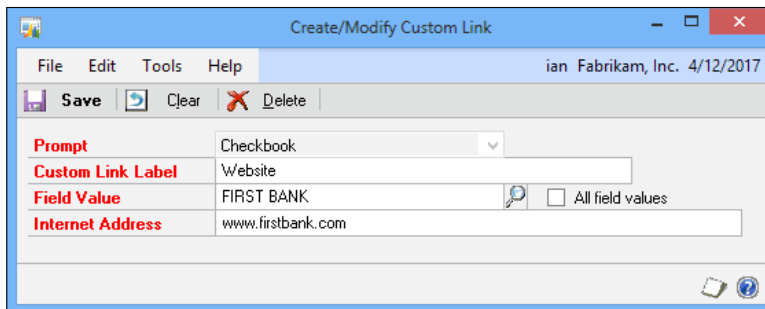 Create/Modify Custom Link
File Edit Tools Help ian Fabrikam, Inc. 4/12/2017
Save Clear Delete
Prompt Checkbook
Custom Link Label Website
Field Value FIRST BANK All field values
Internet Address www.firstbank.com